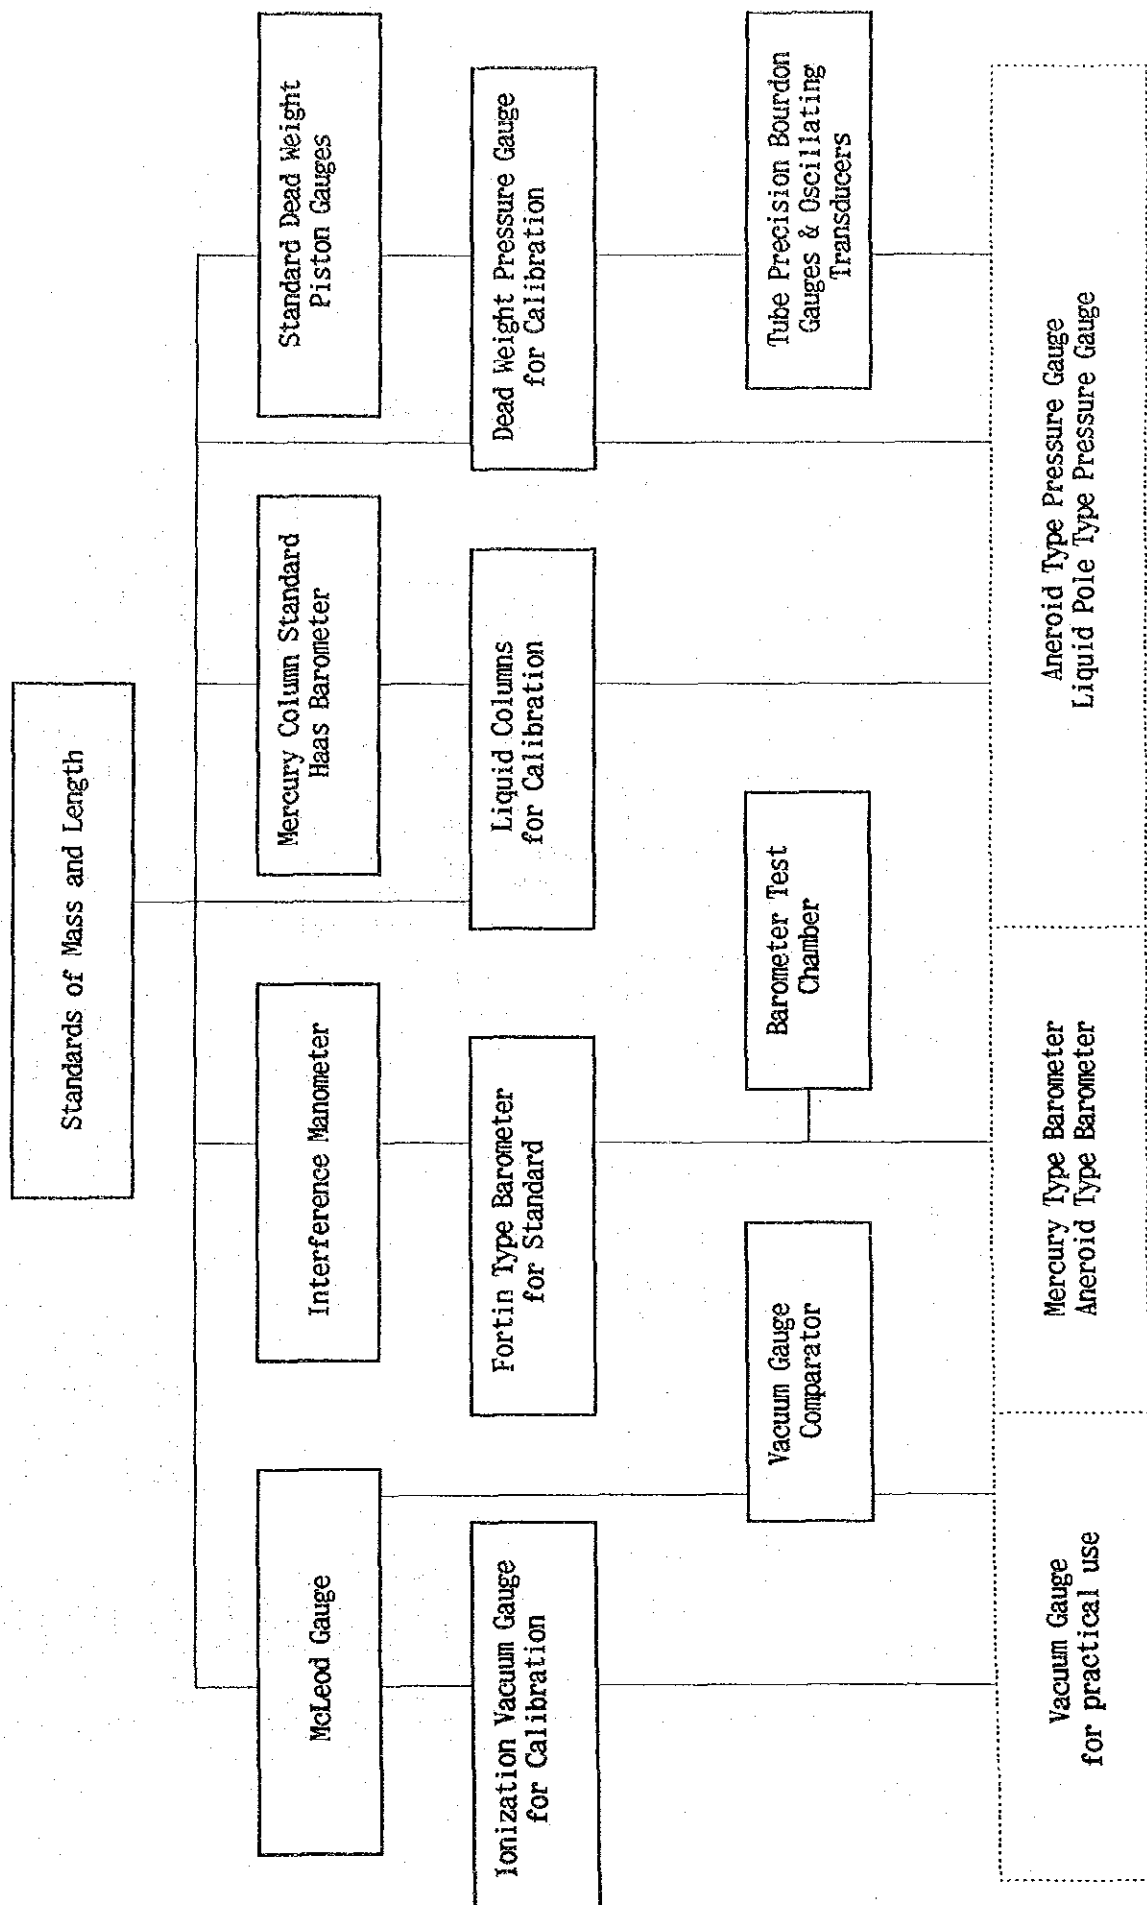 Standards of Mass and Length
McLeod Gauge
Interference Manometer
Mercury Column Standard
Haas Barometer
Standard Dead Weight
Piston Gauges
Ionization Vacuum Gauge
for Calibration
Fortin Type Barometer
for Standard
Liquid Columns
for Calibration
Dead Weight Pressure Gauge
for Calibration
Vacuum Gauge
Comparator
Barometer Test
Chamber
Tube Precision Bourdon
Gauges & Oscillating
Transducers
Vacuum Gauge
for practical use
Mercury Type Barometer
Aneroid Type Barometer
Aneroid Type Pressure Gauge
Liquid Pole Type Pressure Gauge